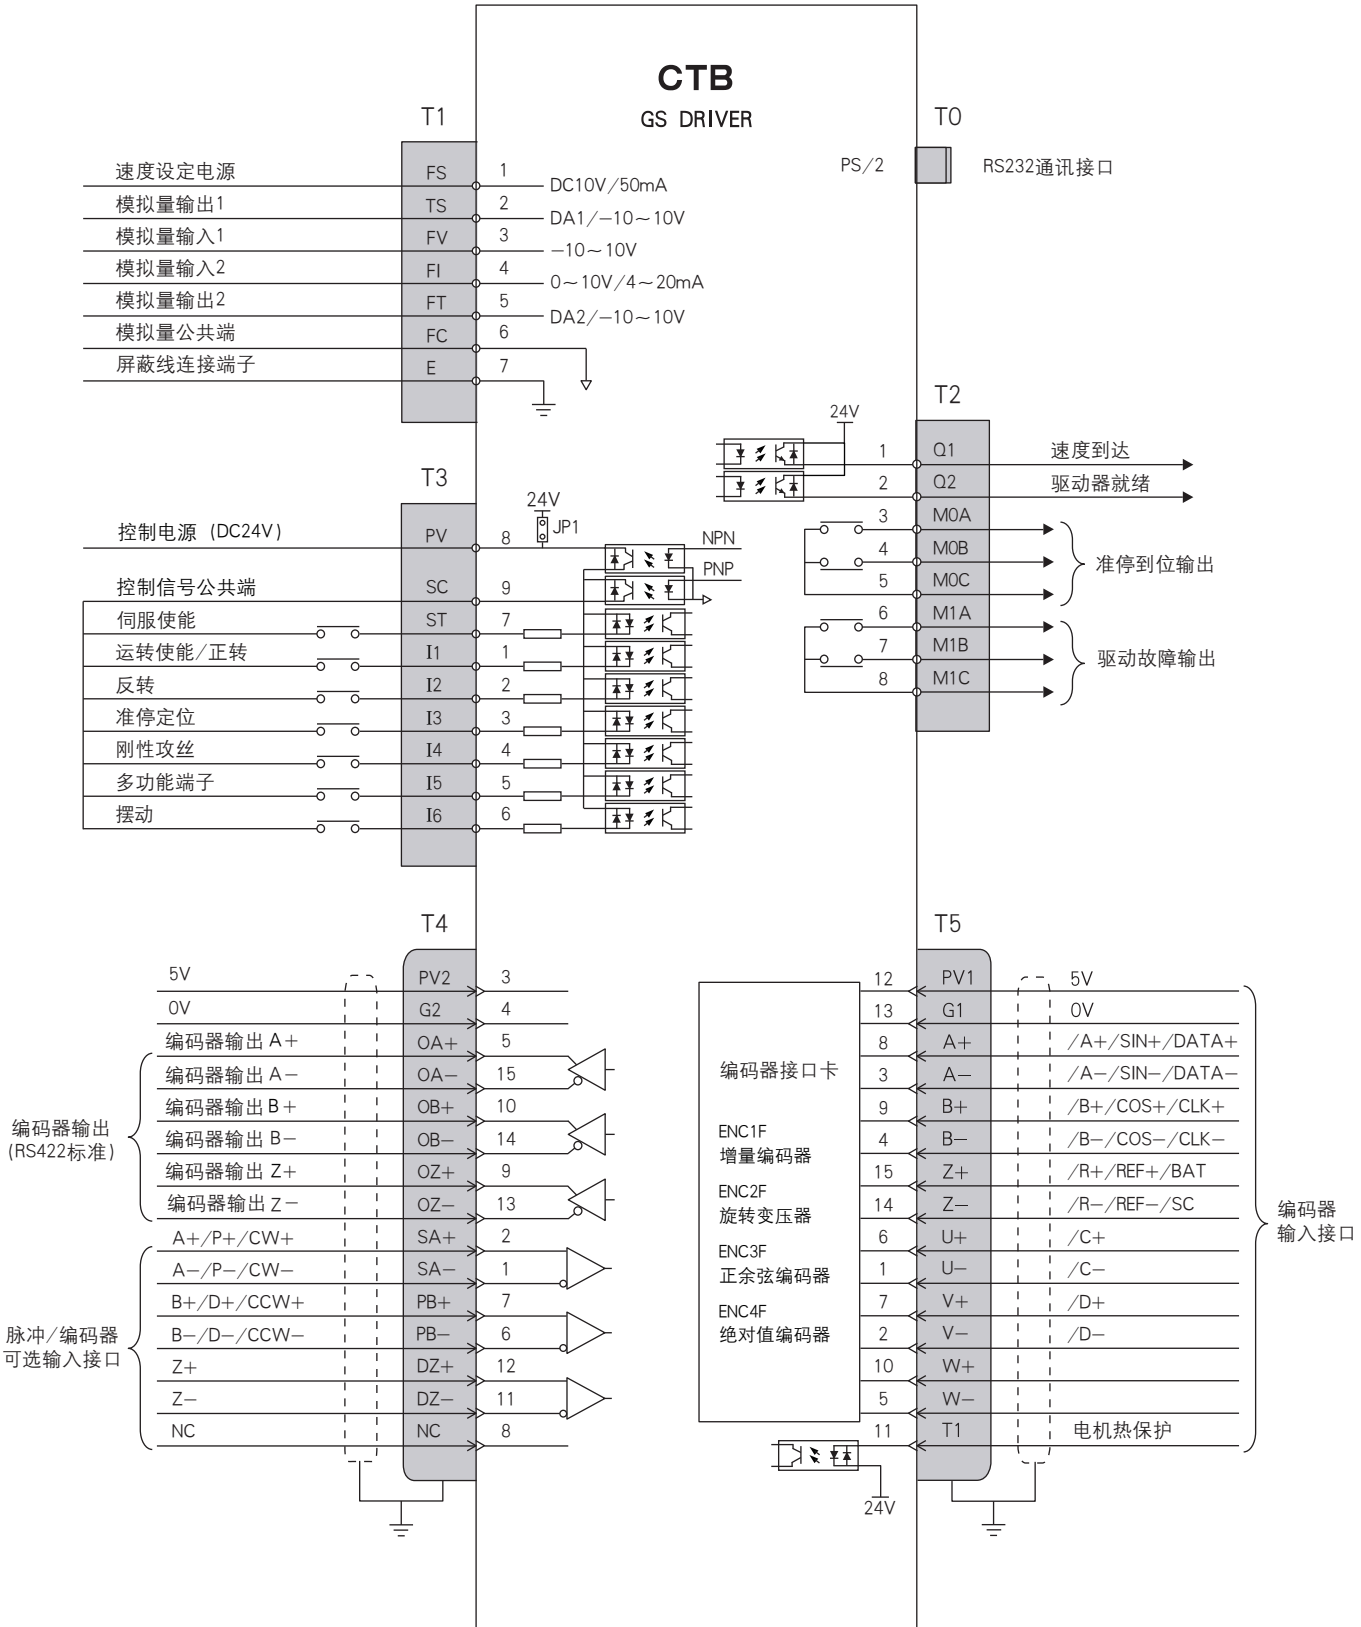 CTB
GS DRIVER
T1
速度设定电源 FS 1 DC10V/50mA
模拟量输出1 TS 2 DA1/−10～10V
模拟量输入1 FV 3 −10～10V
模拟量输入2 FI 4 0～10V/4～20mA
模拟量输出2 FT 5 DA2/−10～10V
模拟量公共端 FC 6
屏蔽线连接端子 E 7
T0
PS/2 RS232通讯接口
T2
24V
1 Q1 速度到达
2 Q2 驱动器就绪
3 M0A
4 M0B
5 M0C
准停到位输出
6 M1A
7 M1B
8 M1C
驱动故障输出
T3
24V
JP1
控制电源 (DC24V) PV 8 NPN
PNP
控制信号公共端 SC 9
伺服使能 ST 7
运转使能/正转 I1 1
反转 I2 2
准停定位 I3 3
刚性攻丝 I4 4
多功能端子 I5 5
摆动 I6 6
T4
5V PV2 3
0V G2 4
编码器输出 A+ OA+ 5
编码器输出 A− OA− 15
编码器输出 B+ OB+ 10
编码器输出 B− OB− 14
编码器输出 Z+ OZ+ 9
编码器输出 Z− OZ− 13
编码器输出
(RS422标准)
A+/P+/CW+ SA+ 2
A−/P−/CW− SA− 1
B+/D+/CCW+ PB+ 7
B−/D−/CCW− PB− 6
Z+ DZ+ 12
Z− DZ− 11
NC NC 8
脉冲/编码器
可选输入接口
T5
编码器接口卡
ENC1F
增量编码器
ENC2F
旋转变压器
ENC3F
正余弦编码器
ENC4F
绝对值编码器
12 PV1 5V
13 G1 0V
8 A+ /A+/SIN+/DATA+
3 A− /A−/SIN−/DATA−
9 B+ /B+/COS+/CLK+
4 B− /B−/COS−/CLK−
15 Z+ /R+/REF+/BAT
14 Z− /R−/REF−/SC
6 U+ /C+
1 U− /C−
7 V+ /D+
2 V− /D−
10 W+
5 W−
11 T1 电机热保护
24V
编码器
输入接口